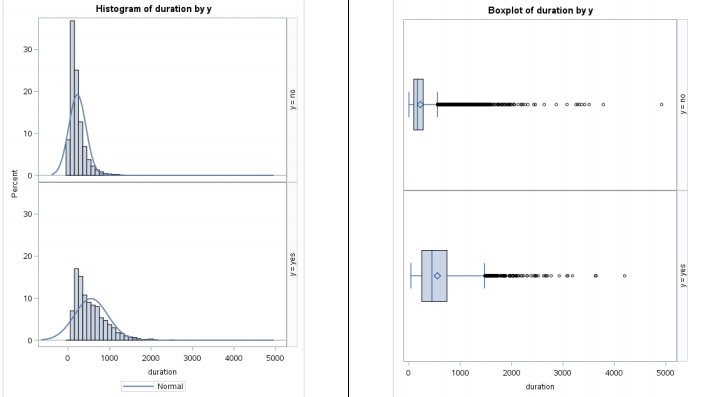 Histogram of duration by y
30
20
10
0
y = no
Percent
30
20
10
0
y = yes
0 1000 2000 3000 4000 5000
duration
Normal
Boxplot of duration by y
y = no
y = yes
0 1000 2000 3000 4000 5000
duration